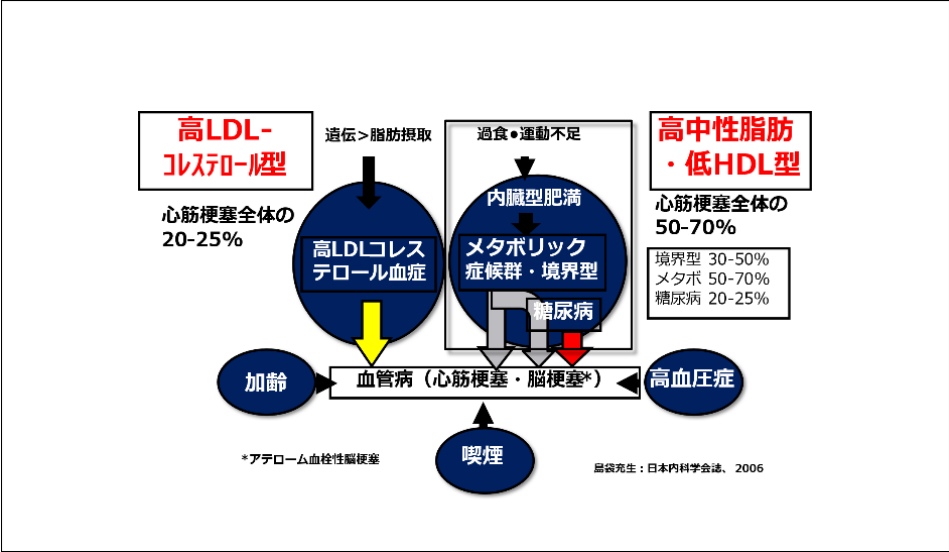 高LDL-
ｺﾚｽﾃﾛｰﾙ型
心筋梗塞全体の
20-25%
遺伝>脂肪摂取
高LDLコレス
テロール血症
過食●運動不足
内臓型肥満
メタボリック
症候群・境界型
糖尿病
高中性脂肪
・低HDL型
心筋梗塞全体の
50-70%
境界型 30-50%
メタボ 50-70%
糖尿病 20-25%
加齢
血管病（心筋梗塞・脳梗塞*）
高血圧症
喫煙
*アテローム血栓性脳梗塞
島袋充生：日本内科学会誌、2006